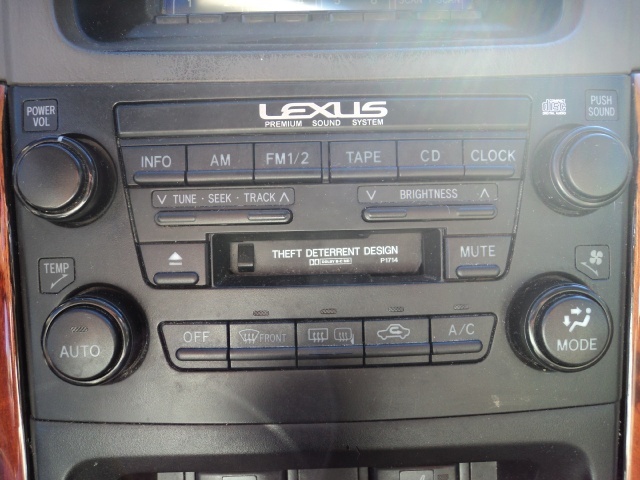 POWER
VOL
LEXUS
PREMIUM SOUND SYSTEM
PUSH
SOUND
INFO AM FM1/2 TAPE CD CLOCK
TUNE · SEEK · TRACK
BRIGHTNESS
THEFT DETERRENT DESIGN
P1714
MUTE
TEMP
AUTO
OFF FRONT A/C
MODE